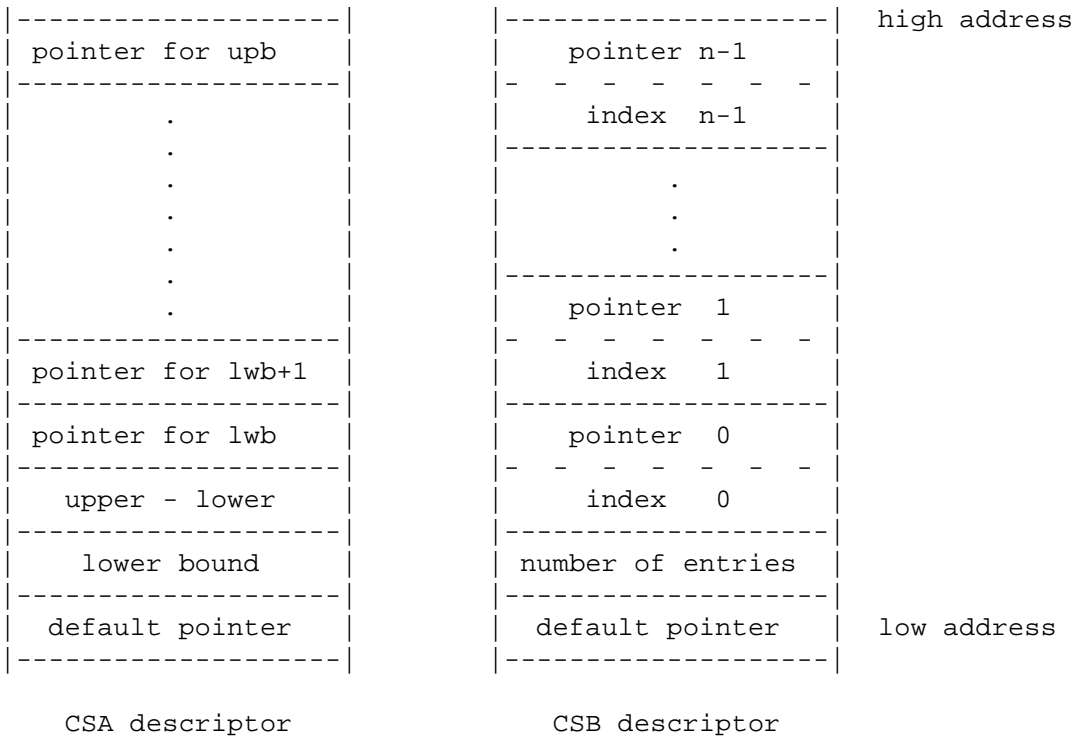 |--------------------|         |--------------------|  high address
| pointer for upb    |         |    pointer n-1     |
|--------------------|         |-  -  -  -  -  -  - |
|         .          |         |     index  n-1     |
|         .          |         |--------------------|
|         .          |         |          .         |
|         .          |         |          .         |
|         .          |         |          .         |
|         .          |         |--------------------|
|         .          |         |    pointer  1      |
|--------------------|         |-  -  -  -  -  -  - |
| pointer for lwb+1  |         |     index   1      |
|--------------------|         |--------------------|
| pointer for lwb    |         |    pointer  0      |
|--------------------|         |-  -  -  -  -  -  - |
|   upper - lower    |         |     index   0      |
|--------------------|         |--------------------|
|    lower bound     |         | number of entries  |
|--------------------|         |--------------------|
|  default pointer   |         |  default pointer   |  low address
|--------------------|         |--------------------|
CSA descriptor                CSB descriptor